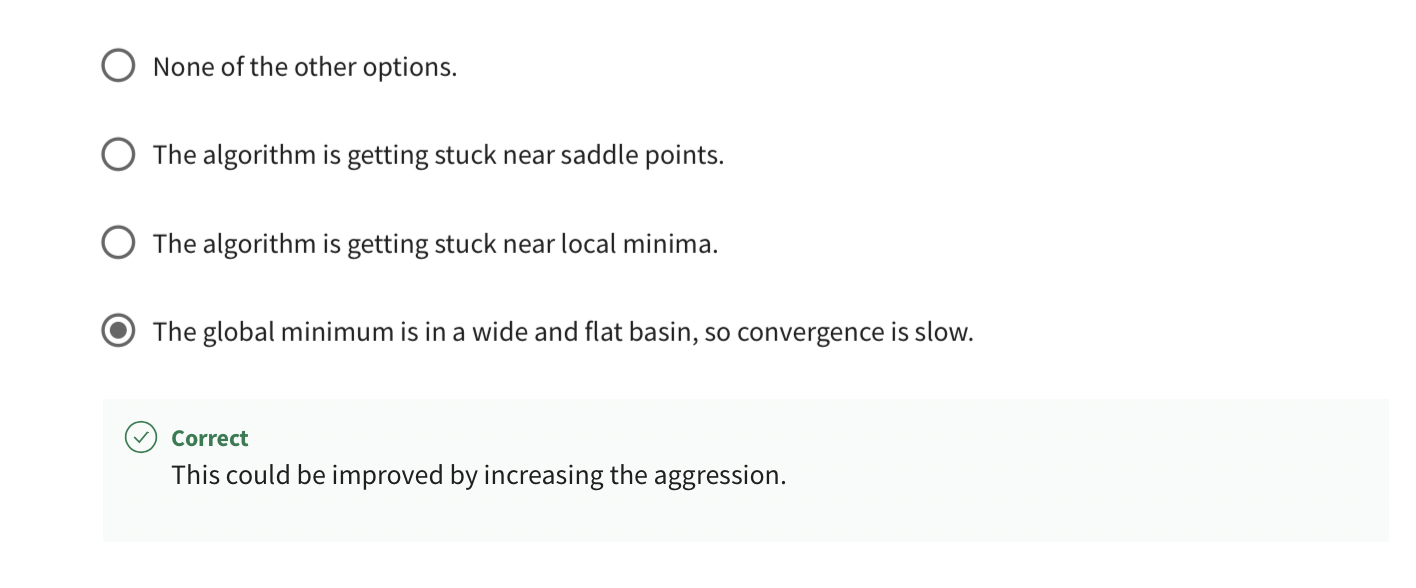 None of the other options.
The algorithm is getting stuck near saddle points.
The algorithm is getting stuck near local minima.
The global minimum is in a wide and flat basin, so convergence is slow.
Correct
This could be improved by increasing the aggression.